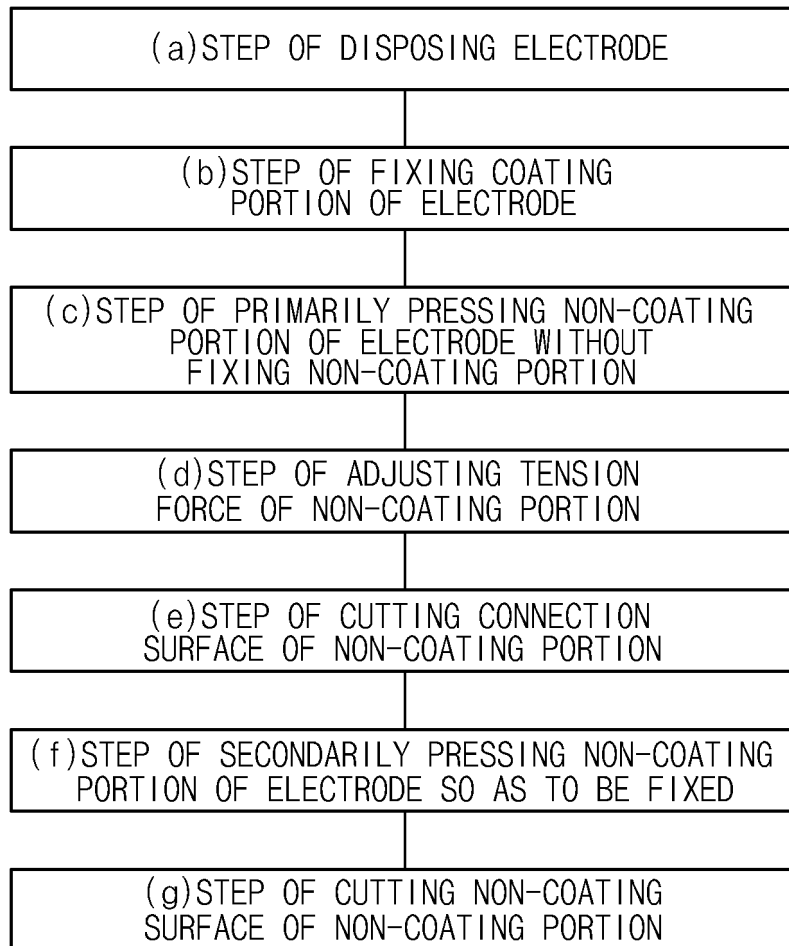 (a)STEP OF DISPOSING ELECTRODE
(b)STEP OF FIXING COATING
PORTION OF ELECTRODE
(c)STEP OF PRIMARILY PRESSING NON-COATING
PORTION OF ELECTRODE WITHOUT
FIXING NON-COATING PORTION
(d)STEP OF ADJUSTING TENSION
FORCE OF NON-COATING PORTION
(e)STEP OF CUTTING CONNECTION
SURFACE OF NON-COATING PORTION
(f)STEP OF SECONDARILY PRESSING NON-COATING
PORTION OF ELECTRODE SO AS TO BE FIXED
(g)STEP OF CUTTING NON-COATING
SURFACE OF NON-COATING PORTION